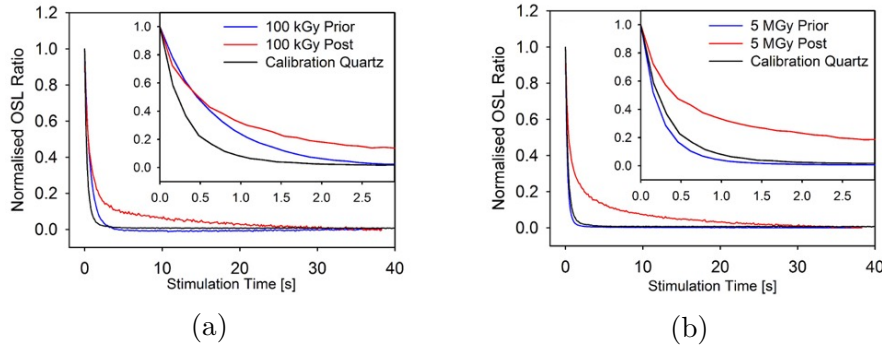 Normalised OSL Ratio
1.2
1.0
0.8
0.6
0.4
0.2
0.0
0 10 20 30 40
Stimulation Time [s]
1.0
0.8
0.6
0.4
0.2
0.0
0.0 0.5 1.0 1.5 2.0 2.5
100 kGy Prior
100 kGy Post
Calibration Quartz
(a)
Normalised OSL Ratio
1.2
1.0
0.8
0.6
0.4
0.2
0.0
0 10 20 30 40
Stimulation Time [s]
1.0
0.8
0.6
0.4
0.2
0.0
0.0 0.5 1.0 1.5 2.0 2.5
5 MGy Prior
5 MGy Post
Calibration Quartz
(b)